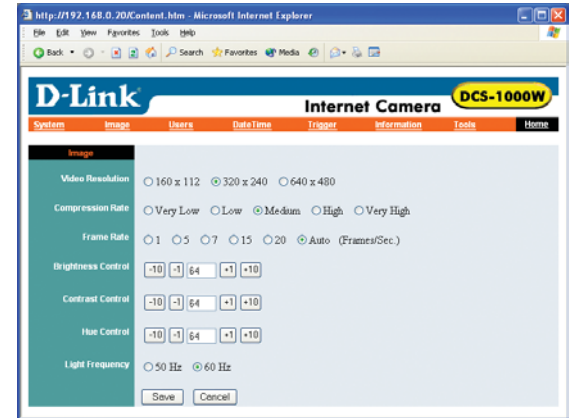 http://192.168.0.20/Content.htm - Microsoft Internet Explorer
File Edit View Favorites Tools Help
Back Search Favorites Media
D-Link
Internet Camera
DCS-1000W
System Image Users DateTime Trigger Information Tools Home
Image
Video Resolution 160 x 112 320 x 240 640 x 480
Compression Rate Very Low Low Medium High Very High
Frame Rate 1 5 7 15 20 Auto (Frames/Sec.)
Brightness Control -10 -1 64 +1 +10
Contrast Control -10 -1 64 +1 +10
Hue Control -10 -1 64 +1 +10
Light Frequency 50 Hz 60 Hz
Save Cancel